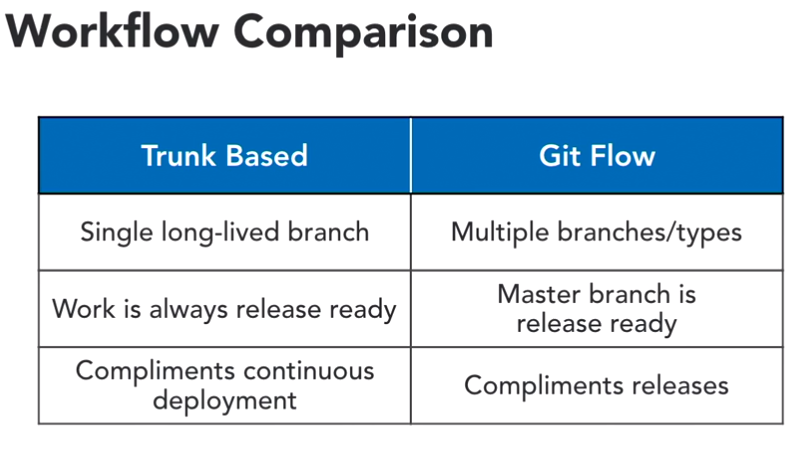 Workflow Comparison
Trunk Based
Git Flow
Single long-lived branch
Multiple branches/types
Work is always release ready
Master branch is
release ready
Compliments continuous
deployment
Compliments releases